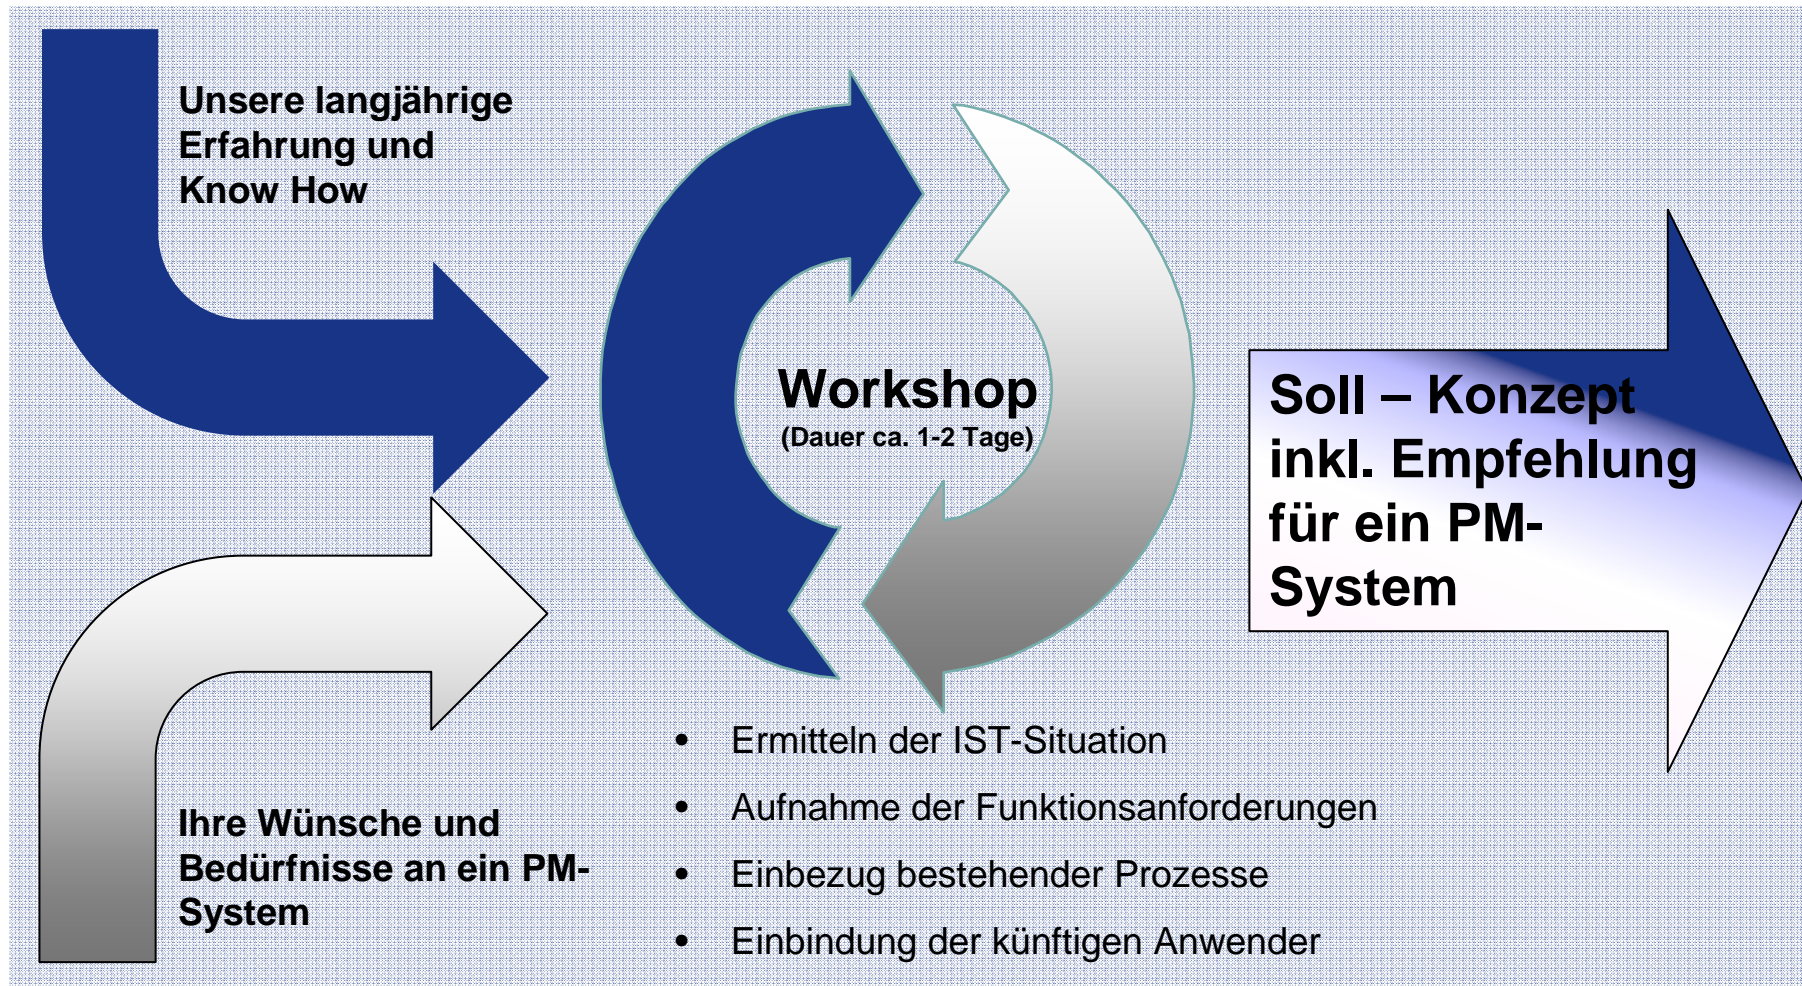 Unsere langjährige
Erfahrung und
Know How
Workshop
(Dauer ca. 1-2 Tage)
Soll – Konzept
inkl. Empfehlung
für ein PM-
System
Ihre Wünsche und
Bedürfnisse an ein PM-
System
• Ermitteln der IST-Situation
• Aufnahme der Funktionsanforderungen
• Einbezug bestehender Prozesse
• Einbindung der künftigen Anwender